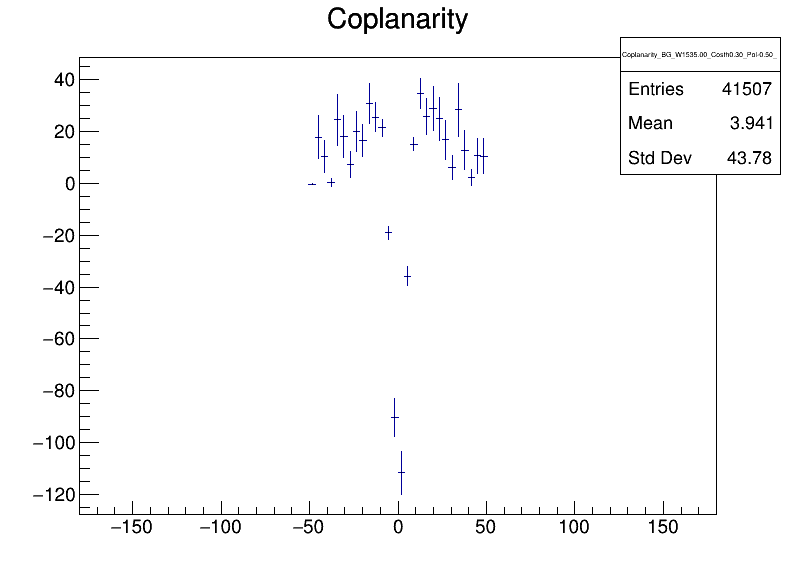 Coplanarity
Coplanarity_BG_W1535.00_Costh0.30_Pol-0.50_
Entries 41507
Mean 3.941
Std Dev 43.78
40
20
0
−20
−40
−60
−80
−100
−120
−150 −100 −50 0 50 100 150